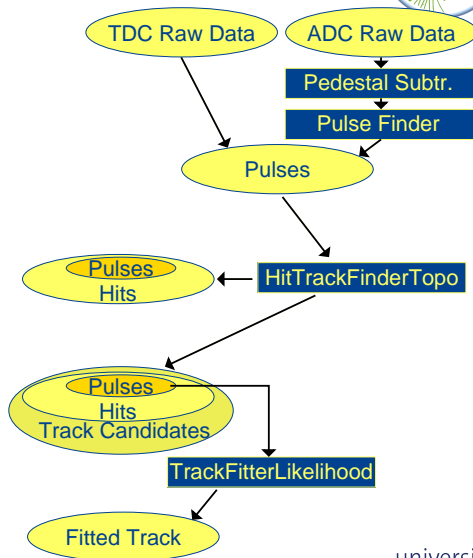 TDC Raw Data
ADC Raw Data
Pedestal Subtr.
Pulse Finder
Pulses
Pulses
Hits
HitTrackFinderTopo
Pulses
Hits
Track Candidates
TrackFitterLikelihood
Fitted Track